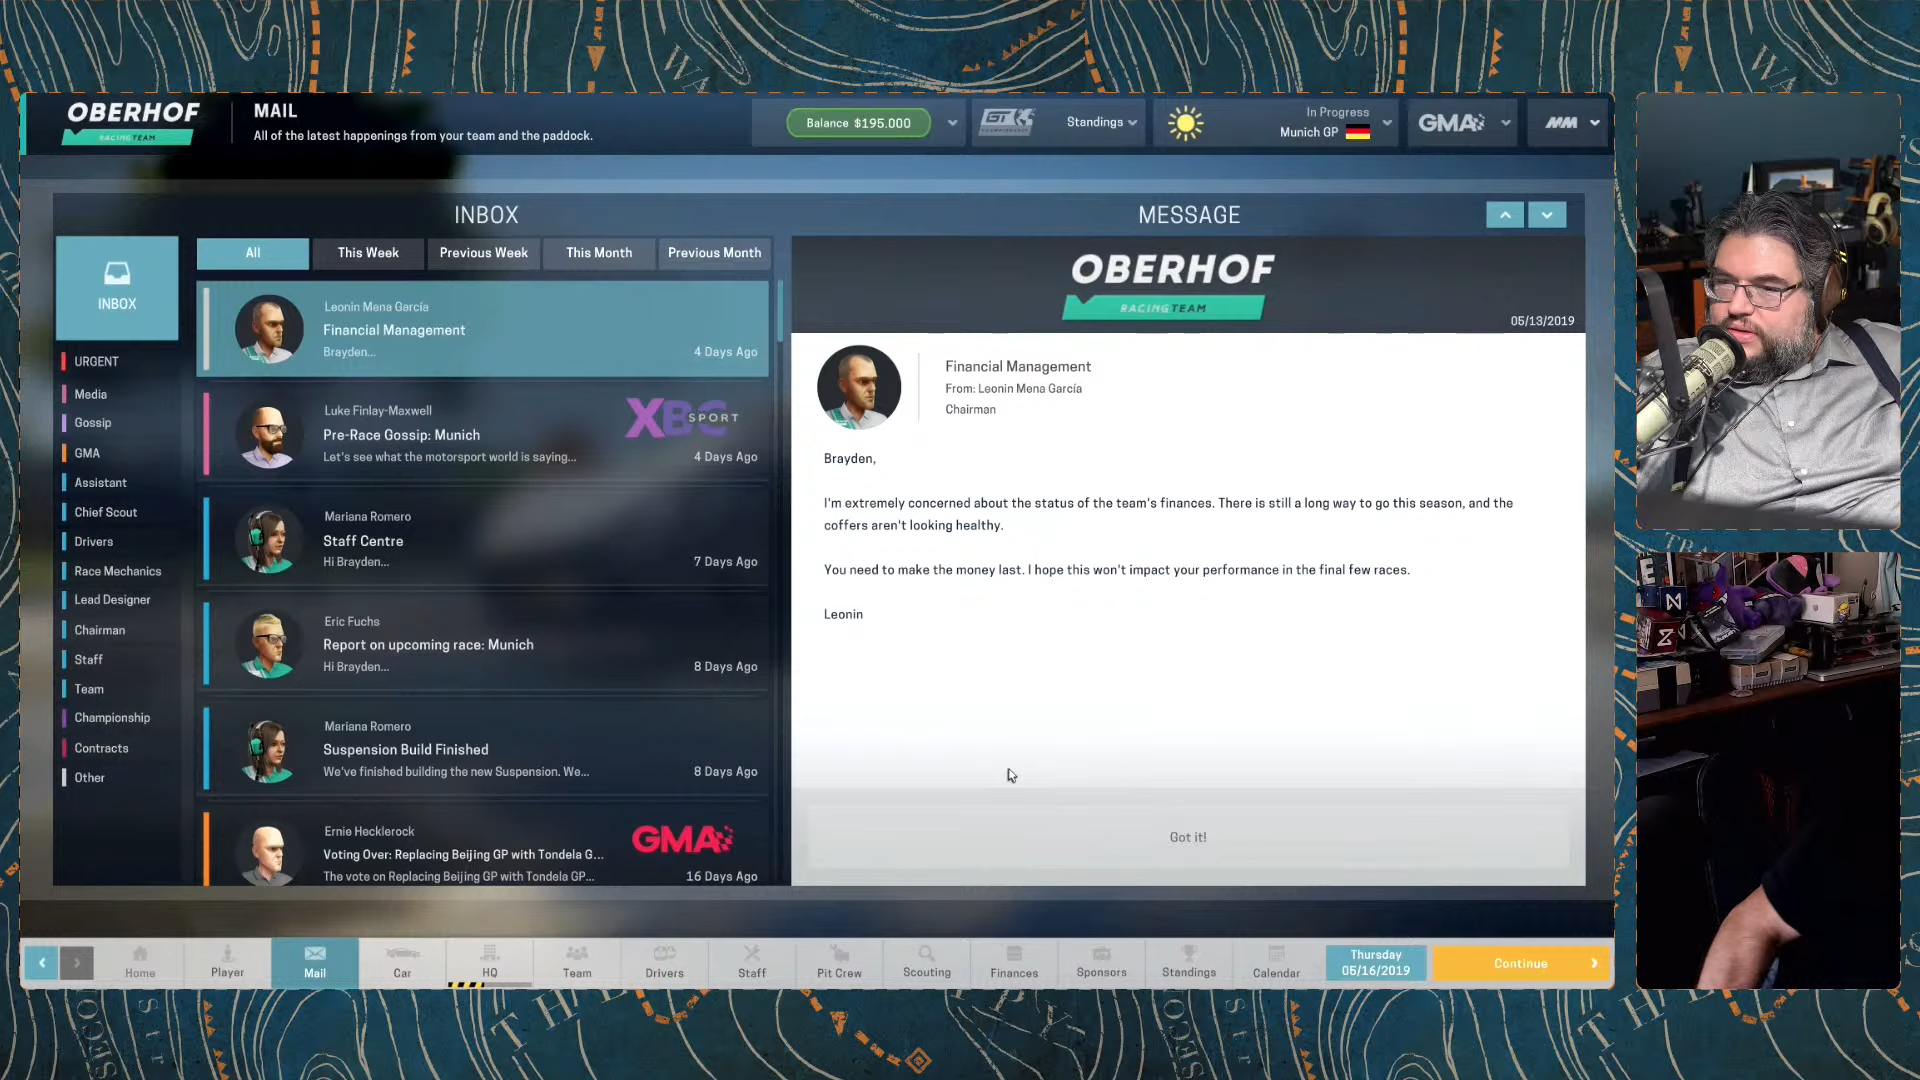 OBERHOF
RACING TEAM
MAIL
All of the latest happenings from your team and the paddock.
Balance $195.000
GT
Standings
In Progress
Munich GP
GMA
INBOX
MESSAGE
INBOX
All
This Week
Previous Week
This Month
Previous Month
URGENT
Media
Gossip
GMA
Assistant
Chief Scout
Drivers
Race Mechanics
Lead Designer
Chairman
Staff
Team
Championship
Contracts
Other
Leonin Mena García
Financial Management
Brayden...
4 Days Ago
Luke Finlay-Maxwell
Pre-Race Gossip: Munich
Let's see what the motorsport world is saying...
XBC SPORT
4 Days Ago
Mariana Romero
Staff Centre
Hi Brayden...
7 Days Ago
Eric Fuchs
Report on upcoming race: Munich
Hi Brayden...
8 Days Ago
Mariana Romero
Suspension Build Finished
We've finished building the new Suspension. We...
8 Days Ago
Ernie Hecklerock
Voting Over: Replacing Beijing GP with Tondela G...
The vote on Replacing Beijing GP with Tondela GP...
GMA
16 Days Ago
OBERHOF
RACING TEAM
05/13/2019
Financial Management
From: Leonin Mena García
Chairman
Brayden,
I'm extremely concerned about the status of the team's finances. There is still a long way to go this season, and the
coffers aren't looking healthy.
You need to make the money last. I hope this won't impact your performance in the final few races.
Leonin
Got it!
Home
Player
Mail
Car
HQ
Team
Drivers
Staff
Pit Crew
Scouting
Finances
Sponsors
Standings
Calendar
Thursday
05/16/2019
Continue